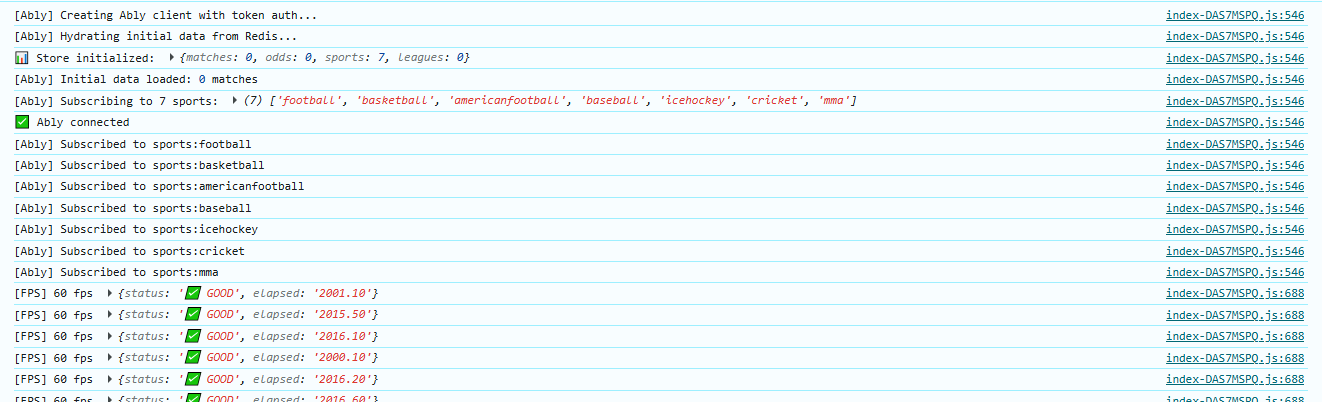 [Ably] Creating Ably client with token auth... index-DAS7MSPQ.js:546
[Ably] Hydrating initial data from Redis... index-DAS7MSPQ.js:546
📊 Store initialized: ▶ {matches: 0, odds: 0, sports: 7, leagues: 0} index-DAS7MSPQ.js:546
[Ably] Initial data loaded: 0 matches index-DAS7MSPQ.js:546
[Ably] Subscribing to 7 sports: ▶ (7) ['football', 'basketball', 'americanfootball', 'baseball', 'icehockey', 'cricket', 'mma'] index-DAS7MSPQ.js:546
✅ Ably connected index-DAS7MSPQ.js:546
[Ably] Subscribed to sports:football index-DAS7MSPQ.js:546
[Ably] Subscribed to sports:basketball index-DAS7MSPQ.js:546
[Ably] Subscribed to sports:americanfootball index-DAS7MSPQ.js:546
[Ably] Subscribed to sports:baseball index-DAS7MSPQ.js:546
[Ably] Subscribed to sports:icehockey index-DAS7MSPQ.js:546
[Ably] Subscribed to sports:cricket index-DAS7MSPQ.js:546
[Ably] Subscribed to sports:mma index-DAS7MSPQ.js:546
[FPS] 60 fps ▶ {status: '✅ GOOD', elapsed: '2001.10'} index-DAS7MSPQ.js:688
[FPS] 60 fps ▶ {status: '✅ GOOD', elapsed: '2015.50'} index-DAS7MSPQ.js:688
[FPS] 60 fps ▶ {status: '✅ GOOD', elapsed: '2016.10'} index-DAS7MSPQ.js:688
[FPS] 60 fps ▶ {status: '✅ GOOD', elapsed: '2000.10'} index-DAS7MSPQ.js:688
[FPS] 60 fps ▶ {status: '✅ GOOD', elapsed: '2016.20'} index-DAS7MSPQ.js:688
[FPS] 60 fps ▶ {status: '✅ GOOD', elapsed: '2016.60'} index-DAS7MSPQ.js:688